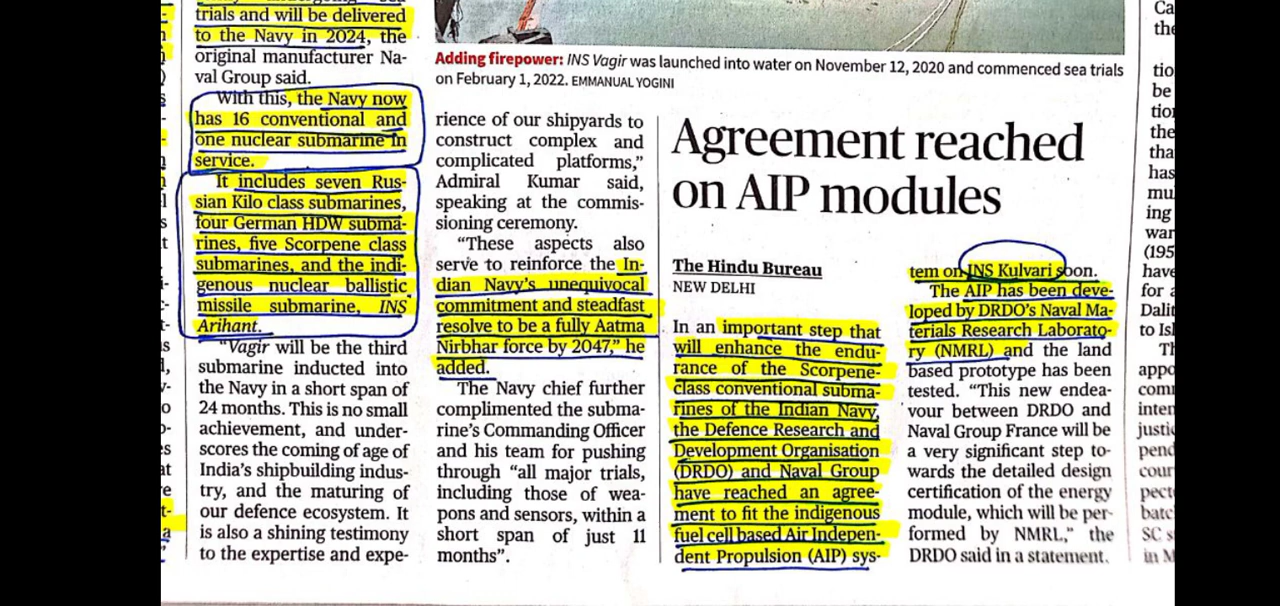 trials and will be delivered
to the Navy in 2024, the
original manufacturer Na-
val Group said.
With this, the Navy now
has 16 conventional and
one nuclear submarine in
service.
It includes seven Rus-
sian Kilo class submarines,
four German HDW subma-
rines, five Scorpene class
submarines, and the indi-
genous nuclear ballistic
missile submarine, INS
Arihant.
"Vagir will be the third
submarine inducted into
the Navy in a short span of
24 months. This is no small
achievement, and under-
scores the coming of age of
India's shipbuilding indus-
try, and the maturing of
our defence ecosystem. It
is also a shining testimony
to the expertise and expe-
Adding firepower: INS Vagir was launched into water on November 12, 2020 and commenced sea trials
on February 1, 2022. EMMANUAL YOGINI
rience of our shipyards to
construct complex and
complicated platforms,"
Admiral Kumar said,
speaking at the commis-
sioning ceremony.
"These aspects also
serve to reinforce the In-
dian Navy's unequivocal
commitment and steadfast
resolve to be a fully Aatma
Nirbhar force by 2047," he
added.
The Navy chief further
complimented the subma-
rine's Commanding Officer
and his team for pushing
through "all major trials,
including those of wea-
pons and sensors, within a
short span of just 11
months".
Agreement reached
on AIP modules
The Hindu Bureau
NEW DELHI
In an important step that
will enhance the endu-
rance of the Scorpene-
class conventional subma-
rines of the Indian Navy,
the Defence Research and
Development Organisation
(DRDO) and Naval Group
have reached an agree-
ment to fit the indigenous
fuel cell based Air Indepen-
dent Propulsion (AIP) sys-
tem on INS Kulvari soon.
The AIP has been deve-
loped by DRDO's Naval Ma-
terials Research Laborato-
ry (NMRL) and the land
based prototype has been
tested. "This new endea-
vour between DRDO and
Naval Group France will be
a very significant step to-
wards the detailed design
certification of the energy
module, which will be per-
formed by NMRL," the
DRDO said in a statement.